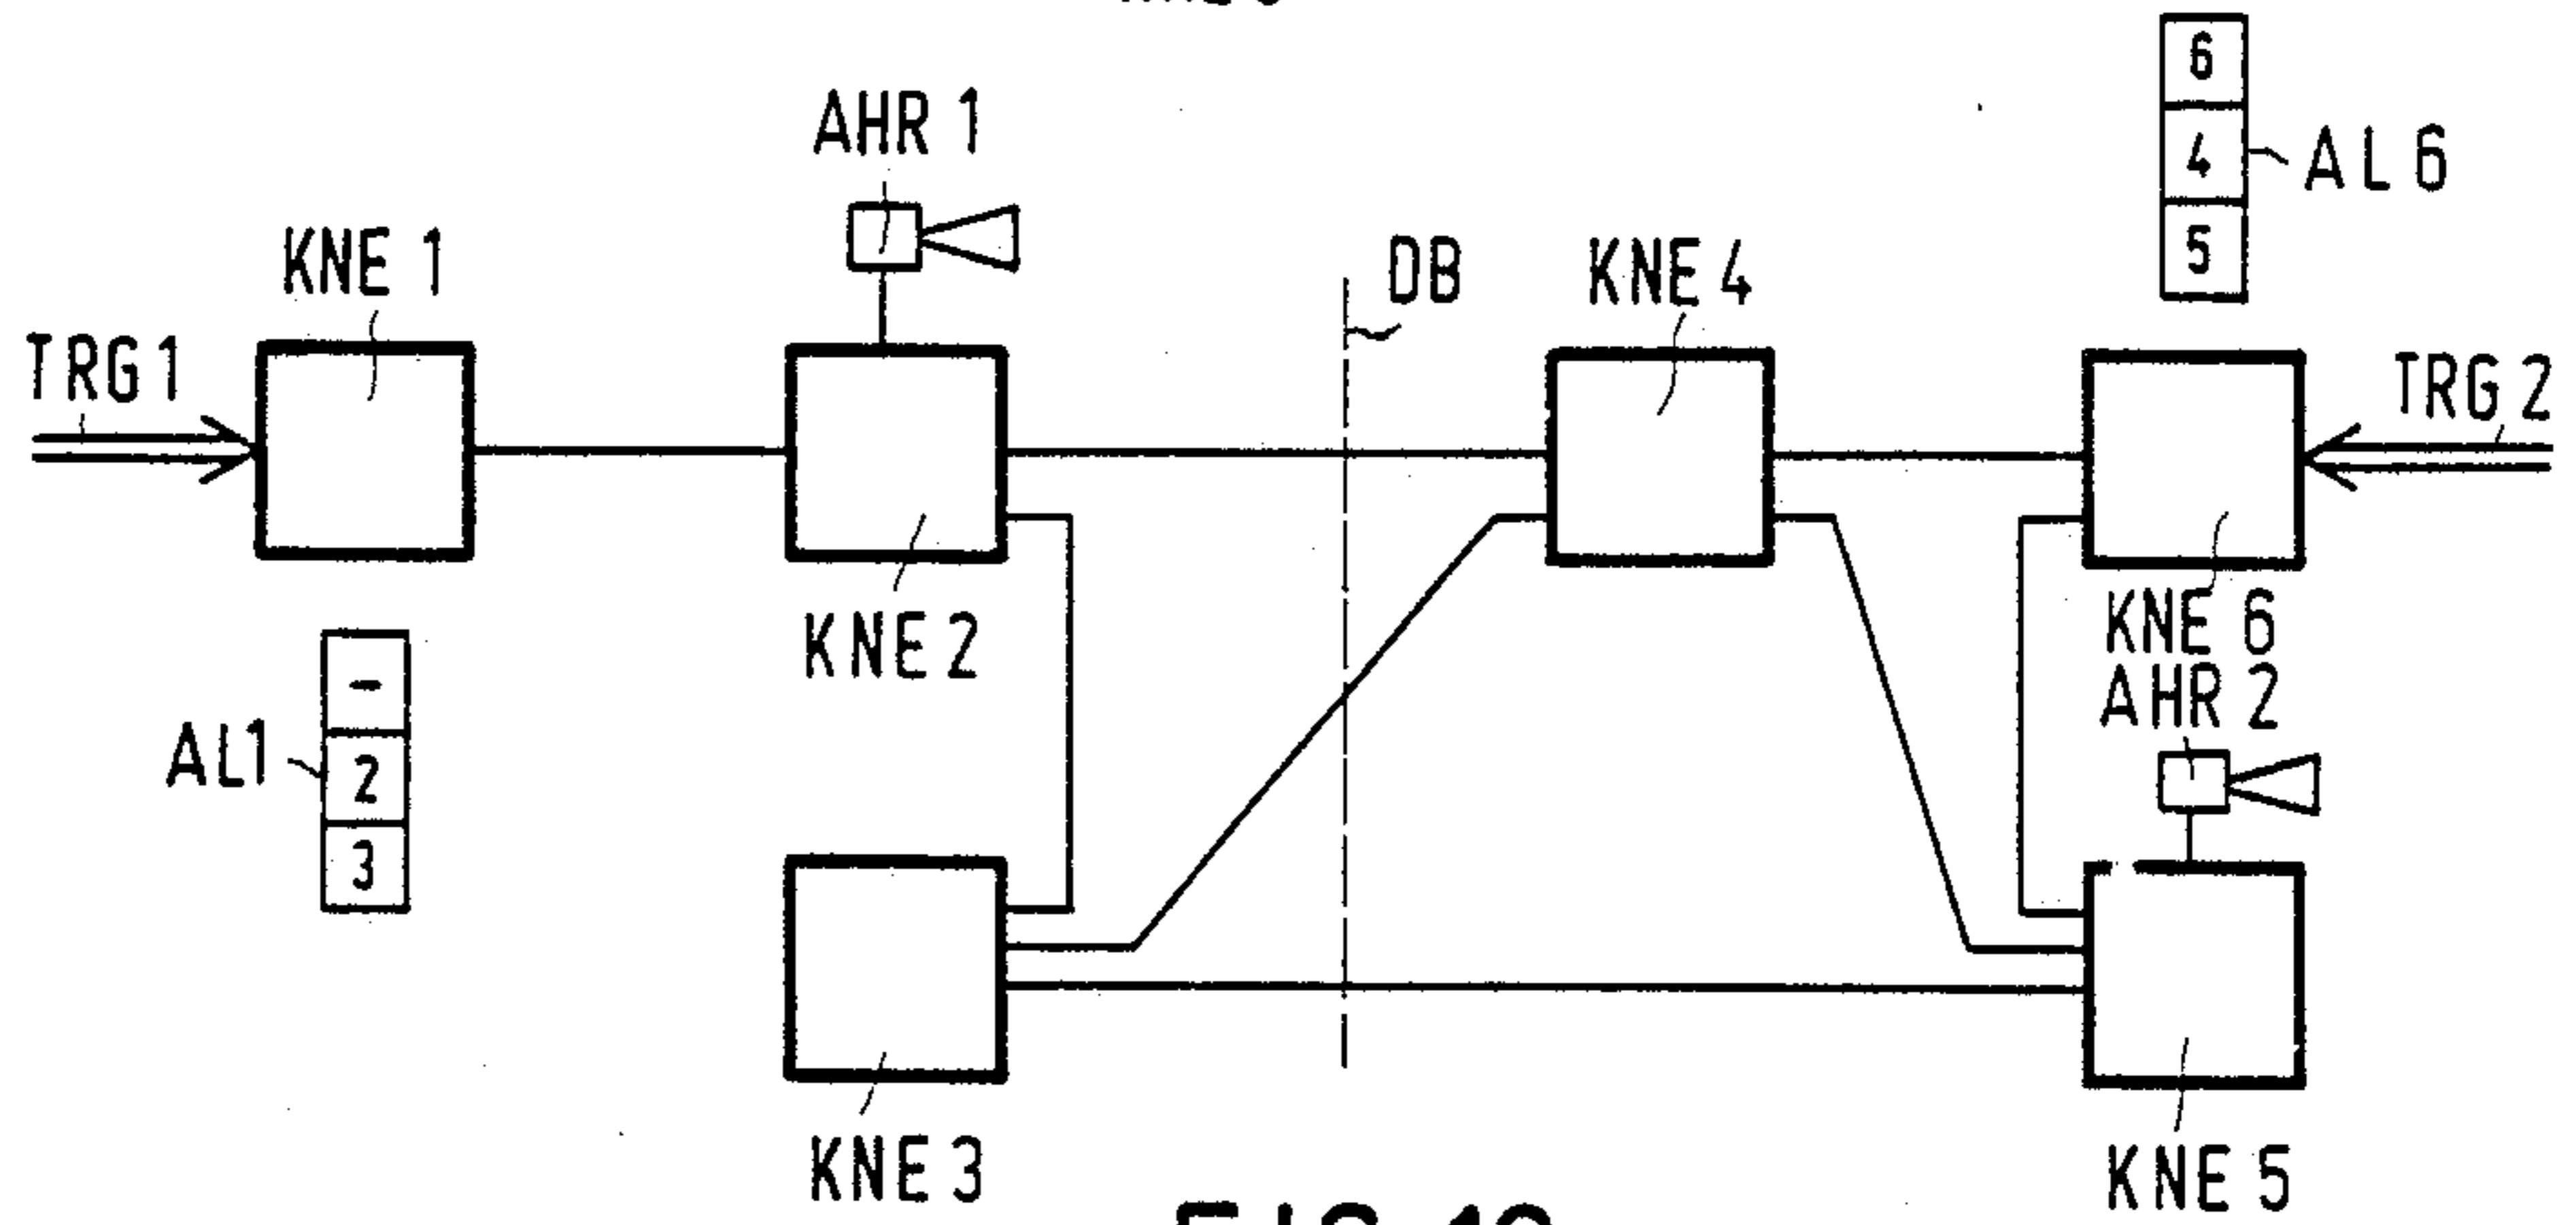 6
AHR 1
4
AL 6
KNE 1
5
DB
KNE 4
TRG 1
TRG 2
KNE 2
KNE 6
-
AHR 2
AL1
2
3
KNE 3
KNE 5